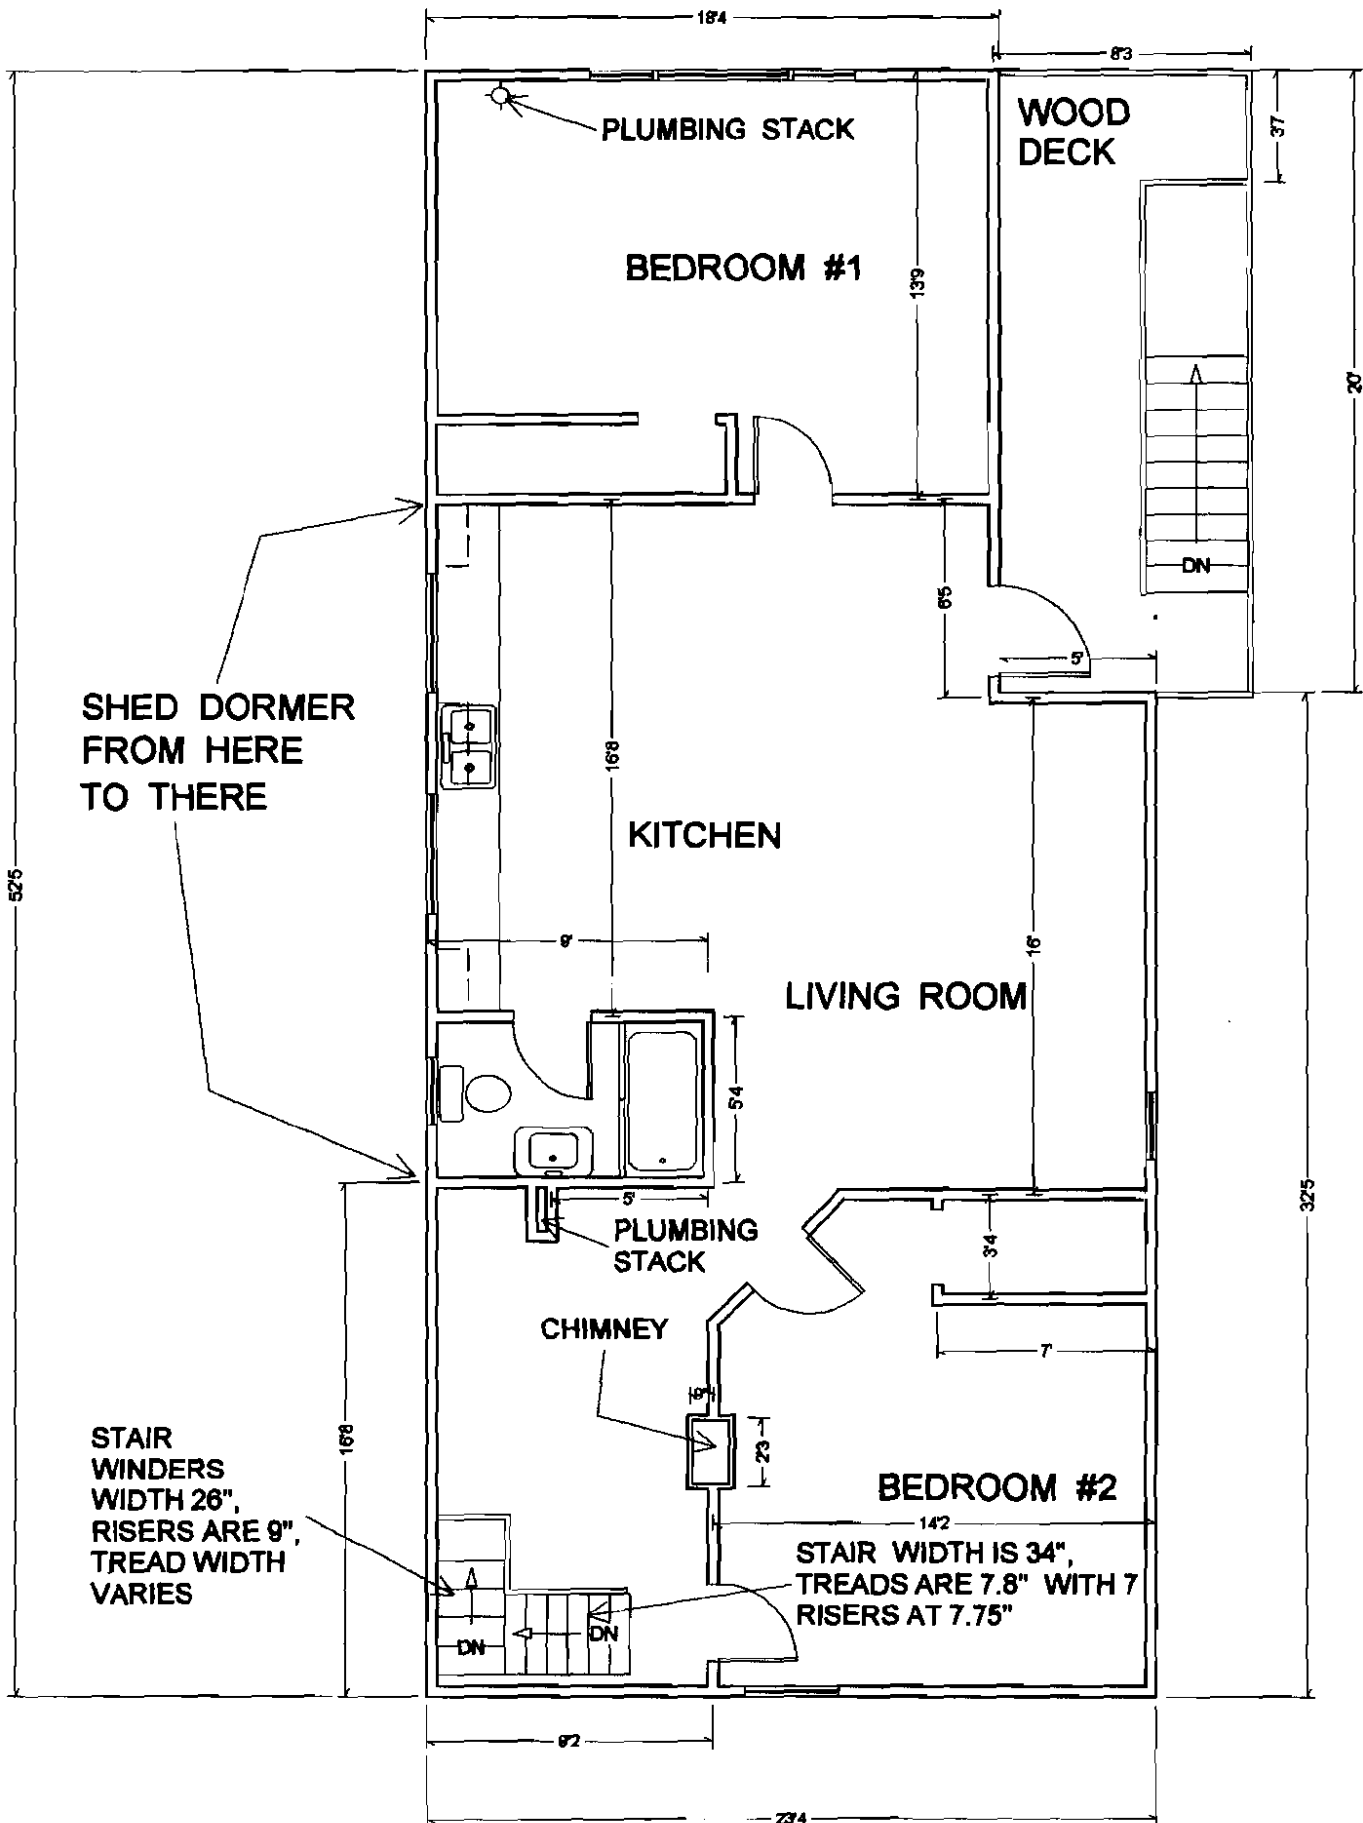 18'4
8'3
PLUMBING STACK
WOOD
DECK
3'7
BEDROOM #1
13'9
20'
DN
6'5
5'
SHED DORMER
FROM HERE
TO THERE
16'8
KITCHEN
52'5
9'
16'
LIVING ROOM
5'4
5'
32'5
PLUMBING
STACK
3'4
CHIMNEY
7'
9"
2'3
16'8
STAIR
WINDERS
WIDTH 26",
RISERS ARE 9",
TREAD WIDTH
VARIES
BEDROOM #2
14'2
STAIR WIDTH IS 34",
TREADS ARE 7.8" WITH 7
RISERS AT 7.75"
DN
DN
9'2
23'4